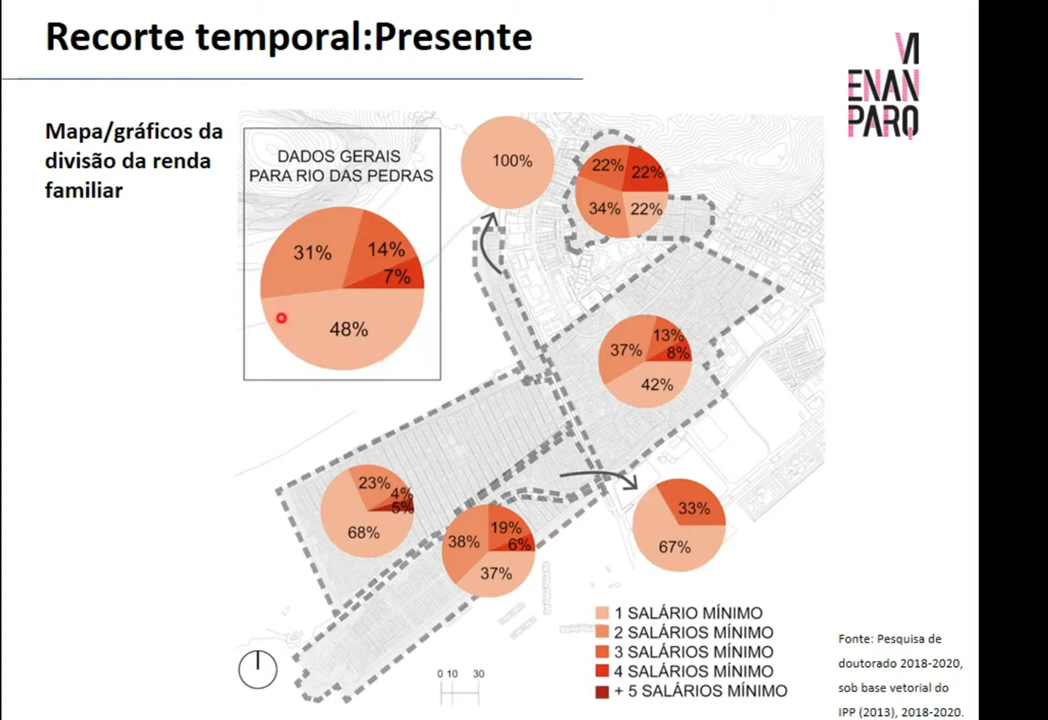 Recorte temporal:Presente
VI
ENAN
PARQ
Mapa/gráficos da
divisão da renda
familiar
DADOS GERAIS
PARA RIO DAS PEDRAS
31%
14%
7%
48%
100%
22%
22%
34%
22%
37%
13%
8%
42%
23%
4%
5%
68%
38%
19%
6%
37%
33%
67%
1 SALÁRIO MÍNIMO
2 SALÁRIOS MÍNIMO
3 SALÁRIOS MÍNIMO
4 SALÁRIOS MÍNIMO
+ 5 SALÁRIOS MÍNIMO
0 10 30
Fonte: Pesquisa de
doutorado 2018-2020,
sob base vetorial do
IPP (2013), 2018-2020.